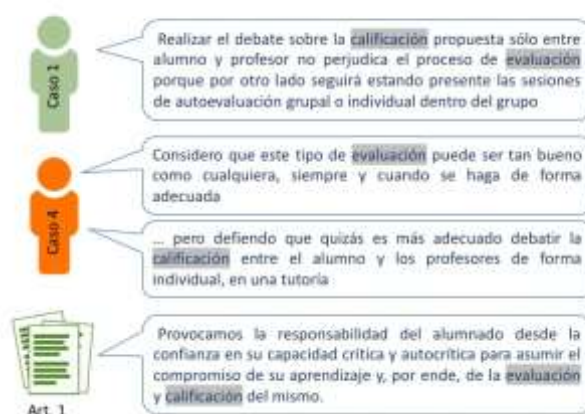 Caso 1
Realizar el debate sobre la calificación propuesta sólo entre
alumno y profesor no perjudica el proceso de evaluación
porque por otro lado seguirá estando presente las sesiones
de autoevaluación grupal o individual dentro del grupo
Caso 4
Considero que este tipo de evaluación puede ser tan bueno
como cualquiera, siempre y cuando se haga de forma
adecuada
... pero defiendo que quizás es más adecuado debatir la
calificación entre el alumno y los profesores de forma
individual, en una tutoría
Art. 1
Provocamos la responsabilidad del alumnado desde la
confianza en su capacidad crítica y autocrítica para asumir el
compromiso de su aprendizaje y, por ende, de la evaluación
y calificación del mismo.